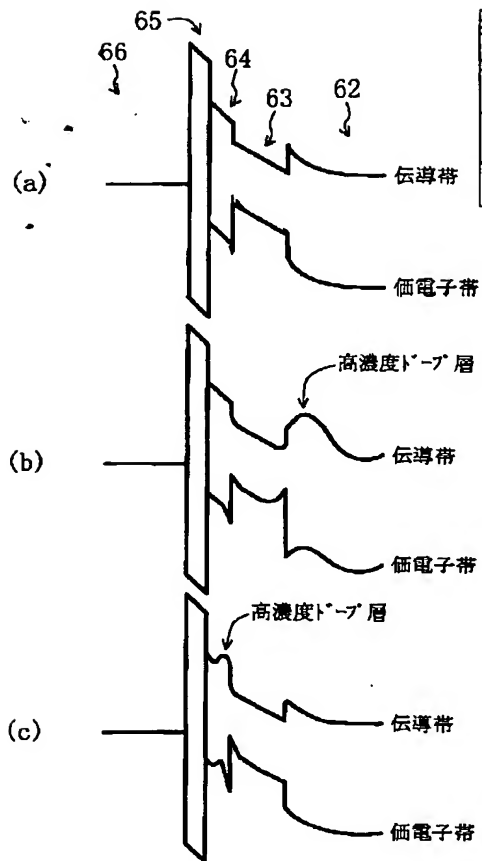 65
66
64
63
62
(a)
伝導帯
価電子帯
高濃度ドープ層
(b)
伝導帯
価電子帯
高濃度ドープ層
(c)
伝導帯
価電子帯